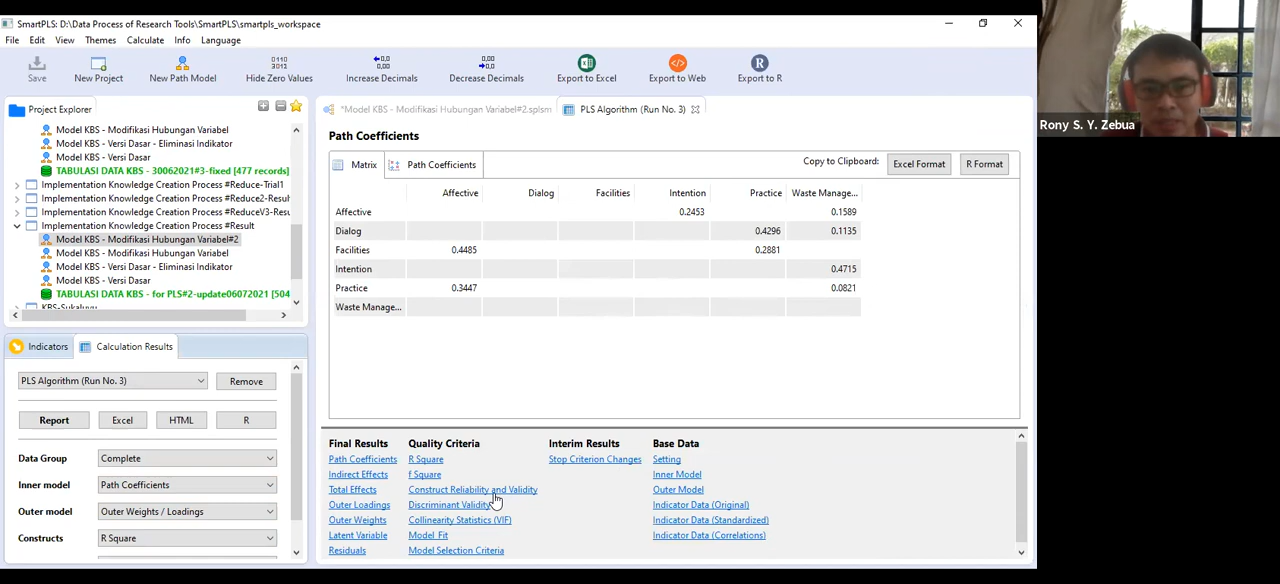 SmartPLS: D:\Data Process of Research Tools\SmartPLS\smartpls_workspace
File Edit View Themes Calculate Info Language
Save New Project New Path Model Hide Zero Values Increase Decimals Decrease Decimals Export to Excel Export to Web Export to R
Rony S. Y. Zebua
Project Explorer
Model KBS - Modifikasi Hubungan Variabel
Model KBS - Versi Dasar - Eliminasi Indikator
Model KBS - Versi Dasar
TABULASI DATA KBS - 30062021#3-fixed [477 records]
Implementation Knowledge Creation Process #Reduce-Trial1
Implementation Knowledge Creation Process #Reduce2-Resul
Implementation Knowledge Creation Process #ReduceV3-Resu
Implementation Knowledge Creation Process #Result
Model KBS - Modifikasi Hubungan Variabel#2
Model KBS - Modifikasi Hubungan Variabel
Model KBS - Versi Dasar - Eliminasi Indikator
Model KBS - Versi Dasar
TABULASI DATA KBS - for PLS#2-update06072021 [504
KBS-Sukaluyu
Indicators Calculation Results
PLS Algorithm (Run No. 3) Remove
Report Excel HTML R
Data Group Complete
Inner model Path Coefficients
Outer model Outer Weights / Loadings
Constructs R Square
*Model KBS - Modifikasi Hubungan Variabel#2.splsm PLS Algorithm (Run No. 3)
Path Coefficients
Matrix Path Coefficients Copy to Clipboard: Excel Format R Format
Affective Dialog Facilities Intention Practice Waste Manage...
Affective 0.2453 0.1589
Dialog 0.4296 0.1135
Facilities 0.4485 0.2881
Intention 0.4715
Practice 0.3447 0.0821
Waste Manage...
Final Results Quality Criteria Interim Results Base Data
Path Coefficients R Square Stop Criterion Changes Setting
Indirect Effects f Square Inner Model
Total Effects Construct Reliability and Validity Outer Model
Outer Loadings Discriminant Validity Indicator Data (Original)
Outer Weights Collinearity Statistics (VIF) Indicator Data (Standardized)
Latent Variable Model_Fit Indicator Data (Correlations)
Residuals Model Selection Criteria